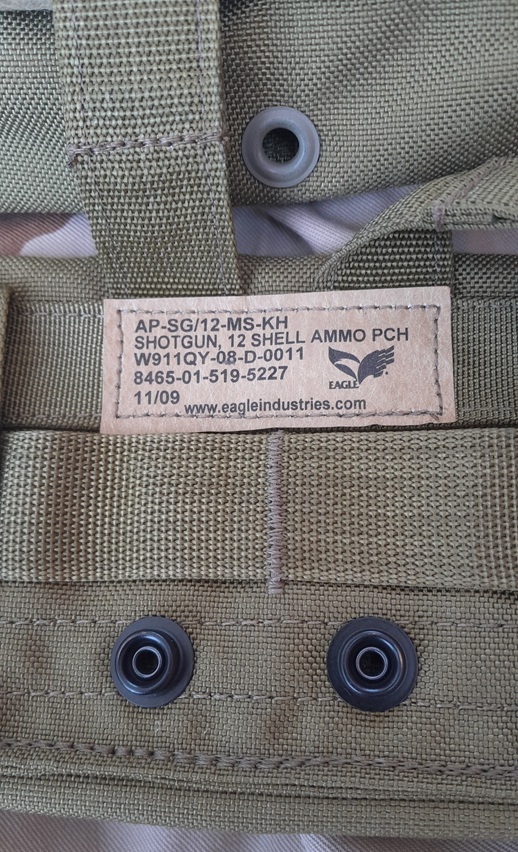 AP-SG/12-MS-KH
SHOTGUN, 12 SHELL AMMO PCH
W911QY-08-D-0011
8465-01-519-5227
EAGLE
11/09
www.eagleindustries.com